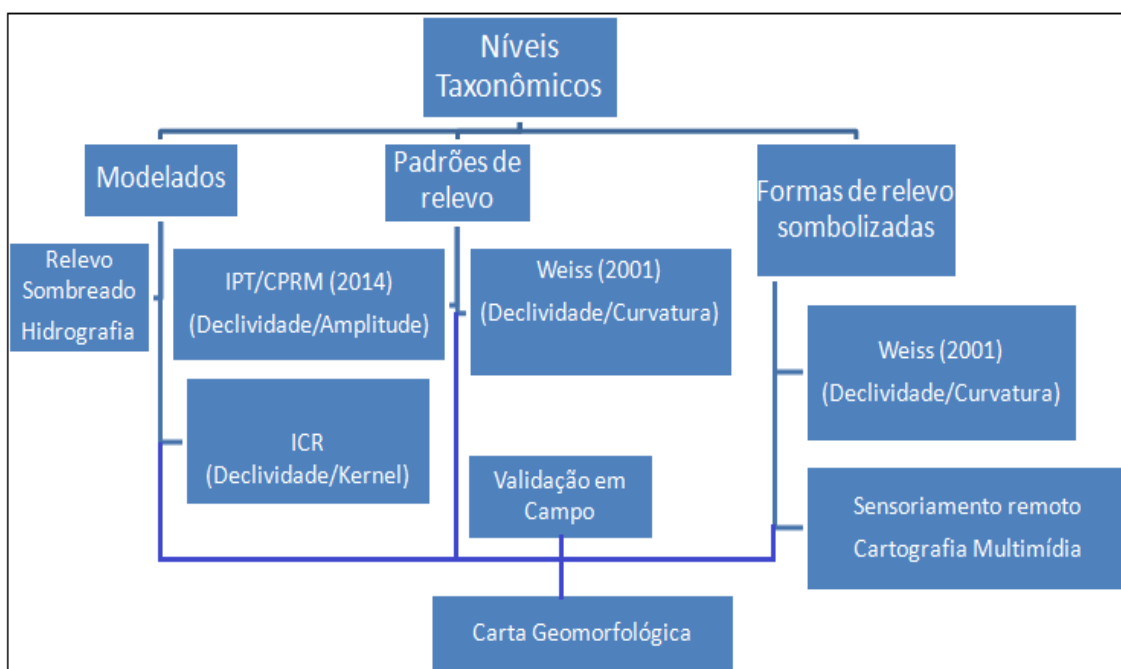 Níveis
Taxonômicos
Modelados
Padrões de
relevo
Formas de relevo
sombolizadas
Relevo
Sombreado
Hidrografia
IPT/CPRM (2014)
(Declividade/Amplitude)
Weiss (2001)
(Declividade/Curvatura)
Weiss (2001)
(Declividade/Curvatura)
ICR
(Declividade/Kernel)
Validação em
Campo
Sensoriamento remoto
Cartografia Multimídia
Carta Geomorfológica